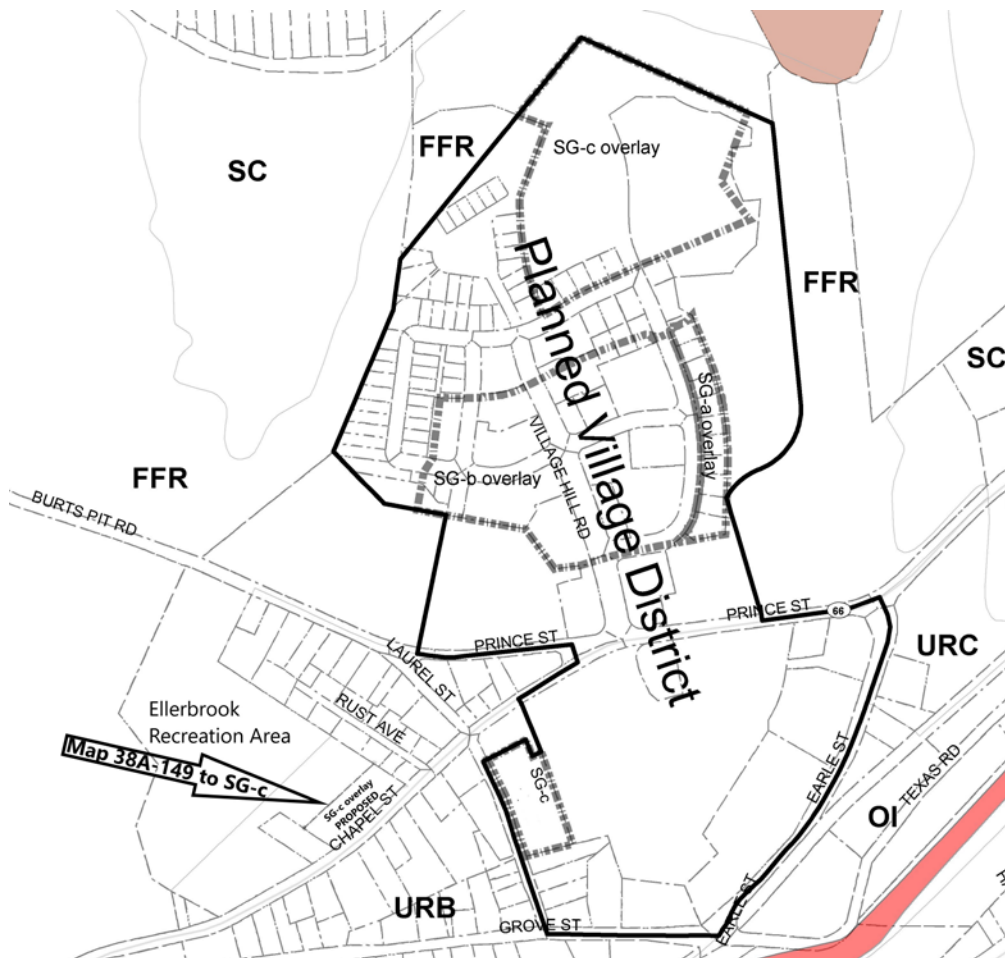 SG-c overlay
FFR
SC
Planned Village District
FFR
SC
SG-a overlay
VILLAGE HILL RD
SG-b overlay
FFR
BURTS PIT RD
PRINCE ST
66
PRINCE ST
LAUREL ST
URC
RUST AVE
Ellerbrook
Recreation Area
Map 38A-149 to SG-c
SG-c overlay
PROPOSED
CHAPEL ST
SG-c
EARLE ST
TEXAS RD
OI
URB
EARLE ST
GROVE ST